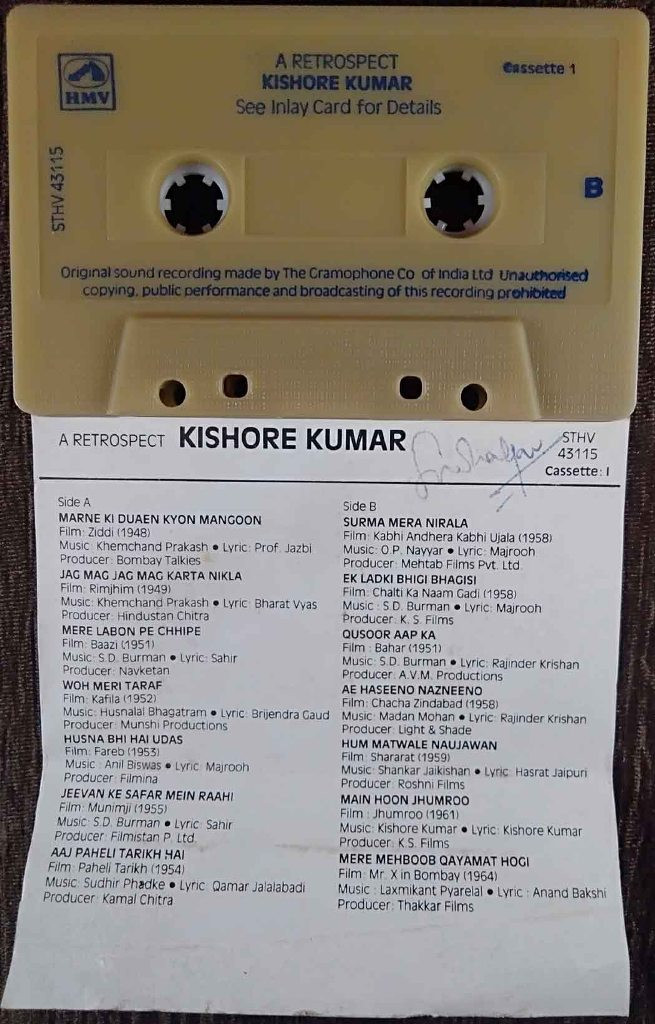 HMV
A RETROSPECT
KISHORE KUMAR
See Inlay Card for Details
Cassette 1
STHV 43115
B
Original sound recording made by The Gramophone Co of India Ltd Unauthorised
copying, public performance and broadcasting of this recording prohibited
A RETROSPECT KISHORE KUMAR
STHV
43115
Cassette: I
Side A
MARNE KI DUAEN KYON MANGOON
Film: Ziddi (1948)
Music: Khemchand Prakash ● Lyric: Prof. Jazbi
Producer: Bombay Talkies
JAG MAG JAG MAG KARTA NIKLA
Film: Rimjhim (1949)
Music: Khemchand Prakash ● Lyric: Bharat Vyas
Producer: Hindustan Chitra
MERE LABON PE CHHIPE
Film: Baazi (1951)
Music: S.D. Burman ● Lyric: Sahir
Producer: Navketan
WOH MERI TARAF
Film: Kafila (1952)
Music: Husnalal Bhagatram ● Lyric: Brijendra Gaud
Producer: Munshi Productions
HUSNA BHI HAI UDAS
Film: Fareb (1953)
Music : Anil Biswas ● Lyric: Majrooh
Producer: Filmina
JEEVAN KE SAFAR MEIN RAAHI
Film: Munimji (1955)
Music: S.D. Burman ● Lyric: Sahir
Producer: Filmistan P. Ltd.
AAJ PAHELI TARIKH HAI
Film: Paheli Tarikh (1954)
Music: Sudhir Phadke ● Lyric: Qamar Jalalabadi
Producer: Kamal Chitra
Side B
SURMA MERA NIRALA
Film: Kabhi Andhera Kabhi Ujala (1958)
Music: O.P. Nayyar ● Lyric: Majrooh
Producer: Mehtab Films Pvt. Ltd.
EK LADKI BHIGI BHAGISI
Film: Chalti Ka Naam Gadi (1958)
Music: S.D. Burman ● Lyric: Majrooh
Producer: K. S. Films
QUSOOR AAP KA
Film : Bahar (1951)
Music: S.D. Burman ● Lyric: Rajinder Krishan
Producer: A.V.M. Productions
AE HASEENO NAZNEENO
Film: Chacha Zindabad (1958)
Music: Madan Mohan ● Lyric: Rajinder Krishan
Producer: Light & Shade
HUM MATWALE NAUJAWAN
Film: Shararat (1959)
Music: Shankar Jaikishan ● Lyric: Hasrat Jaipuri
Producer: Roshni Films
MAIN HOON JHUMROO
Film : Jhumroo (1961)
Music: Kishore Kumar ● Lyric: Kishore Kumar
Producer: K.S. Films
MERE MEHBOOB QAYAMAT HOGI
Film: Mr. X in Bombay (1964)
Music : Laxmikant Pyarelal ● Lyric : Anand Bakshi
Producer: Thakkar Films